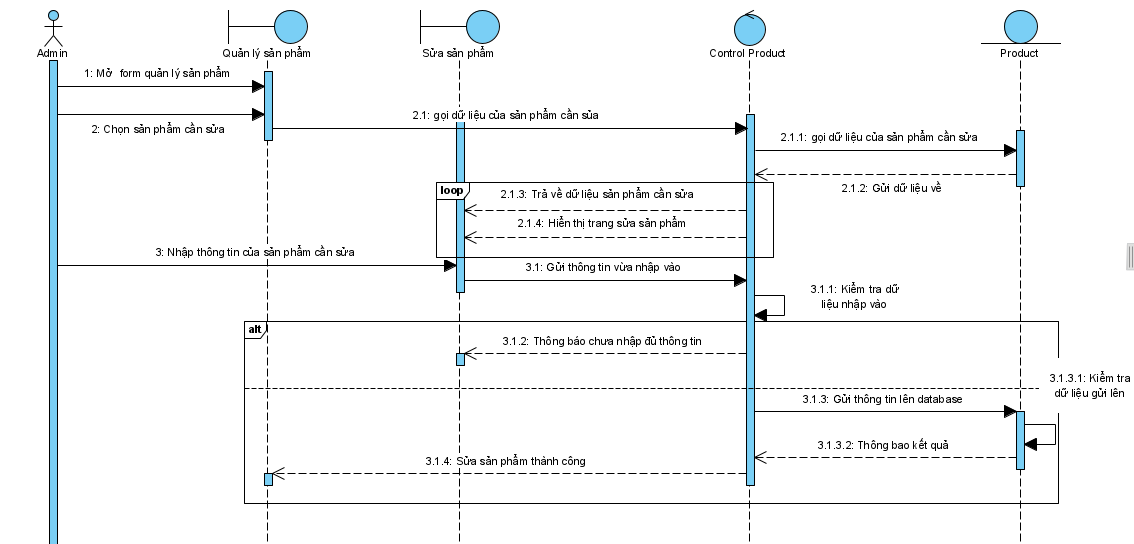 Admin
Quản lý sản phẩm
Sửa sản phẩm
Control Product
Product
1: Mở form quản lý sản phẩm
2: Chọn sản phẩm cần sửa
2.1: gọi dữ liệu của sản phẩm cần sủa
2.1.1: gọi dữ liệu của sản phẩm cần sửa
2.1.2: Gửi dữ liệu về
loop
2.1.3: Trả về dữ liệu sản phẩm cần sửa
2.1.4: Hiển thị trang sửa sản phẩm
3: Nhập thông tin của sản phẩm cần sửa
3.1: Gửi thông tin vừa nhập vào
3.1.1: Kiểm tra dữ
liệu nhập vào
alt
3.1.2: Thông báo chưa nhập đủ thông tin
3.1.3.1: Kiểm tra
dữ liệu gửi lên
3.1.3: Gửi thông tin lên database
3.1.3.2: Thông bao kết quả
3.1.4: Sửa sản phẩm thành công